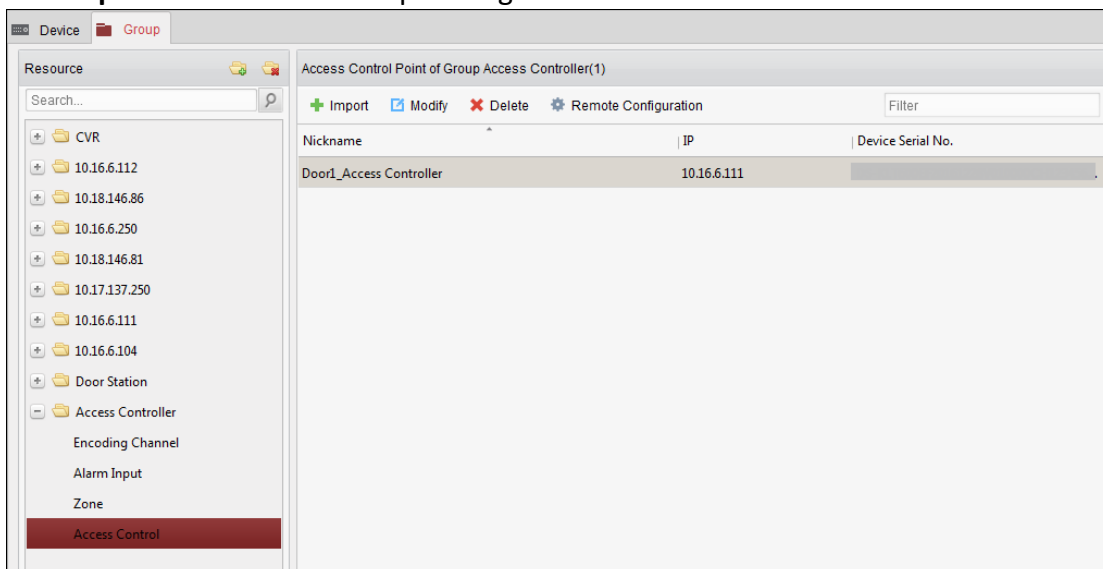 Device Group
Resource
Search...
CVR
10.16.6.112
10.18.146.86
10.16.6.250
10.18.146.81
10.17.137.250
10.16.6.111
10.16.6.104
Door Station
Access Controller
Encoding Channel
Alarm Input
Zone
Access Control
Access Control Point of Group Access Controller(1)
Import Modify Delete Remote Configuration Filter
Nickname IP Device Serial No.
Door1_Access Controller 10.16.6.111